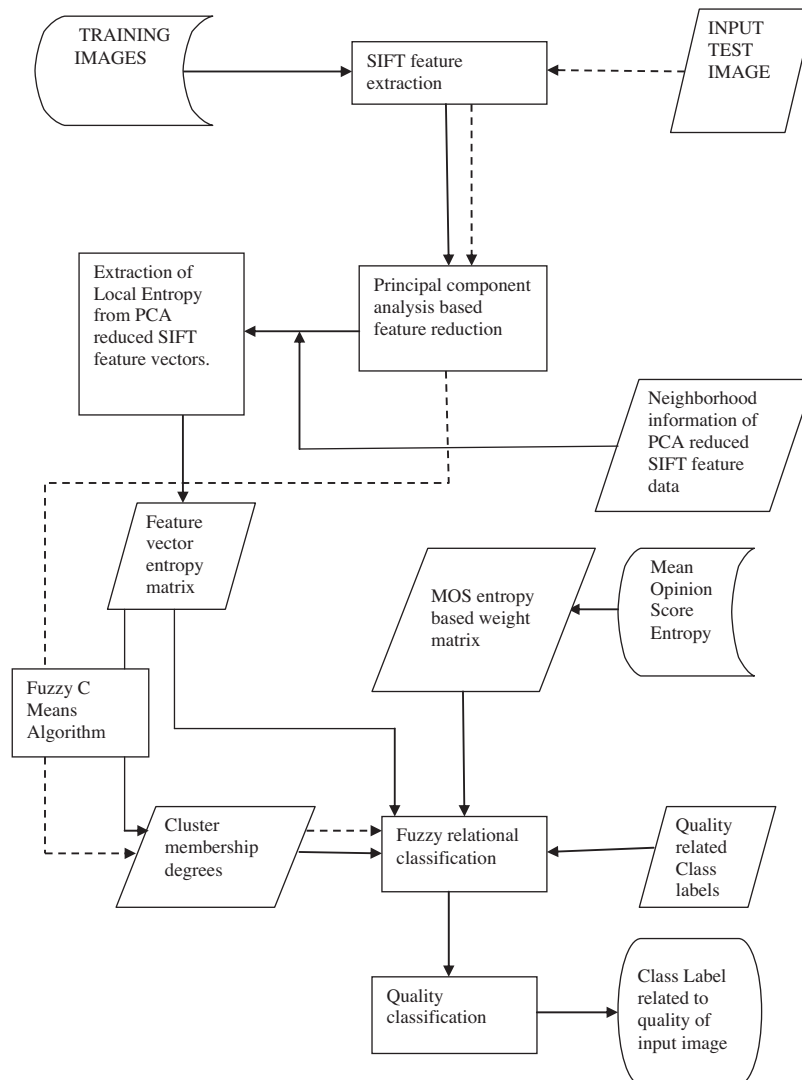 TRAINING
IMAGES
SIFT feature
extraction
INPUT
TEST
IMAGE
Extraction of
Local Entropy
from PCA
reduced SIFT
feature vectors.
Principal component
analysis based
feature reduction
Neighborhood
information of
PCA reduced
SIFT feature
data
Feature
vector
entropy
matrix
MOS entropy
based weight
matrix
Mean
Opinion
Score
Entropy
Fuzzy C
Means
Algorithm
Cluster
membership
degrees
Fuzzy relational
classification
Quality
related
Class
labels
Quality
classification
Class Label
related to
quality of
input image